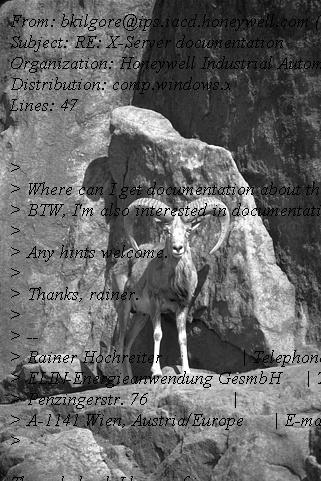 From: bkilgore@ips.iacd.honeywell.com (
Subject: RE: X-Server documentation
Organization: Honeywell Industrial Autom
Distribution: comp.windows.x
Lines: 47
>
> Where can I get documentation about th
> BTW, I'm also interested in documentati
>
> Any hints welcome.
>
> Thanks, rainer.
>
> --
> Rainer Hochreiter | Telephon
> ELIN-Energieanwendung GesmbH |
> Penzingerstr. 76 |
> A-1141 Wien, Austria/Europe | E-ma
>